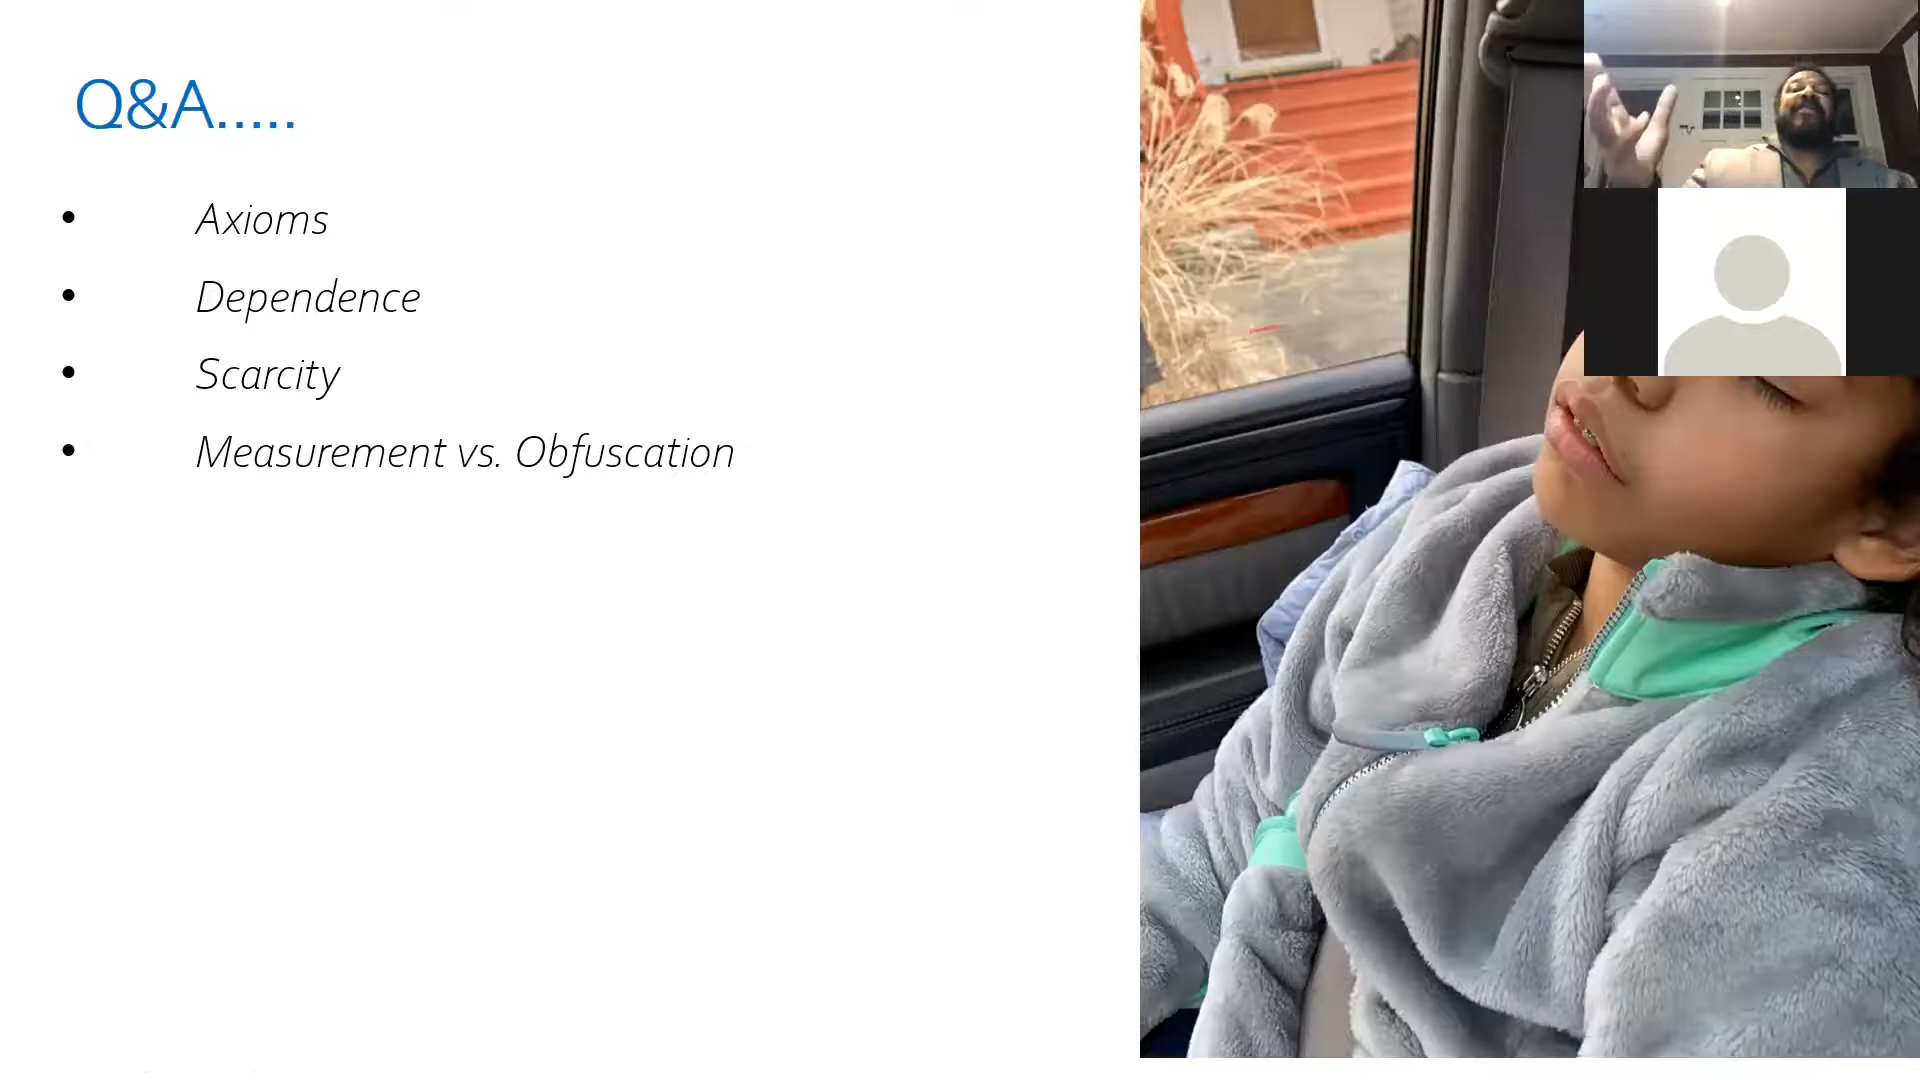 Q&A.....
• Axioms
• Dependence
• Scarcity
• Measurement vs. Obfuscation